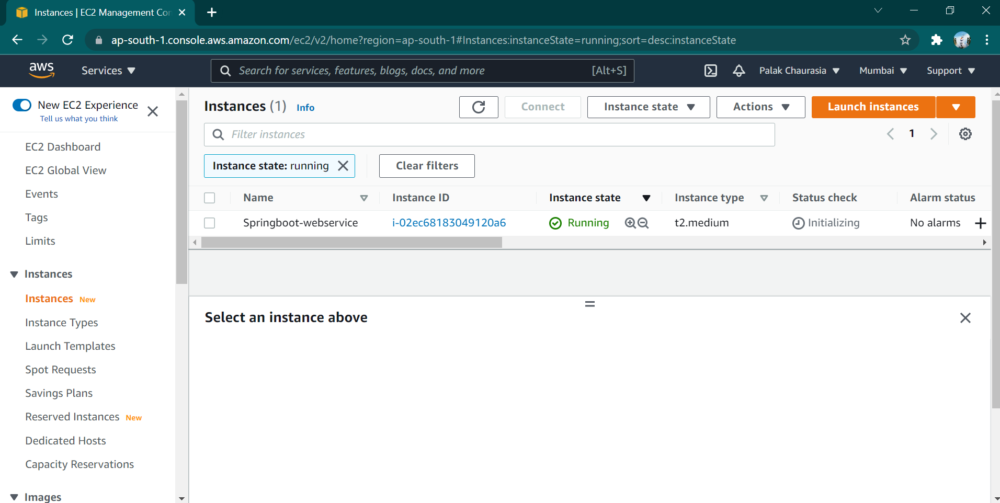 Instances | EC2 Management Con
ap-south-1.console.aws.amazon.com/ec2/v2/home?region=ap-south-1#Instances:instanceState=running;sort=desc:instanceState
aws
Services
Search for services, features, blogs, docs, and more
[Alt+S]
Palak Chaurasia
Mumbai
Support
New EC2 Experience
Tell us what you think
EC2 Dashboard
EC2 Global View
Events
Tags
Limits
Instances
Instances New
Instance Types
Launch Templates
Spot Requests
Savings Plans
Reserved Instances New
Dedicated Hosts
Capacity Reservations
Images
Instances (1) Info
Connect
Instance state
Actions
Launch instances
Filter instances
1
Instance state: running
Clear filters
Name Instance ID Instance state Instance type Status check Alarm status
Springboot-webservice i-02ec68183049120a6 Running t2.medium Initializing No alarms
Select an instance above